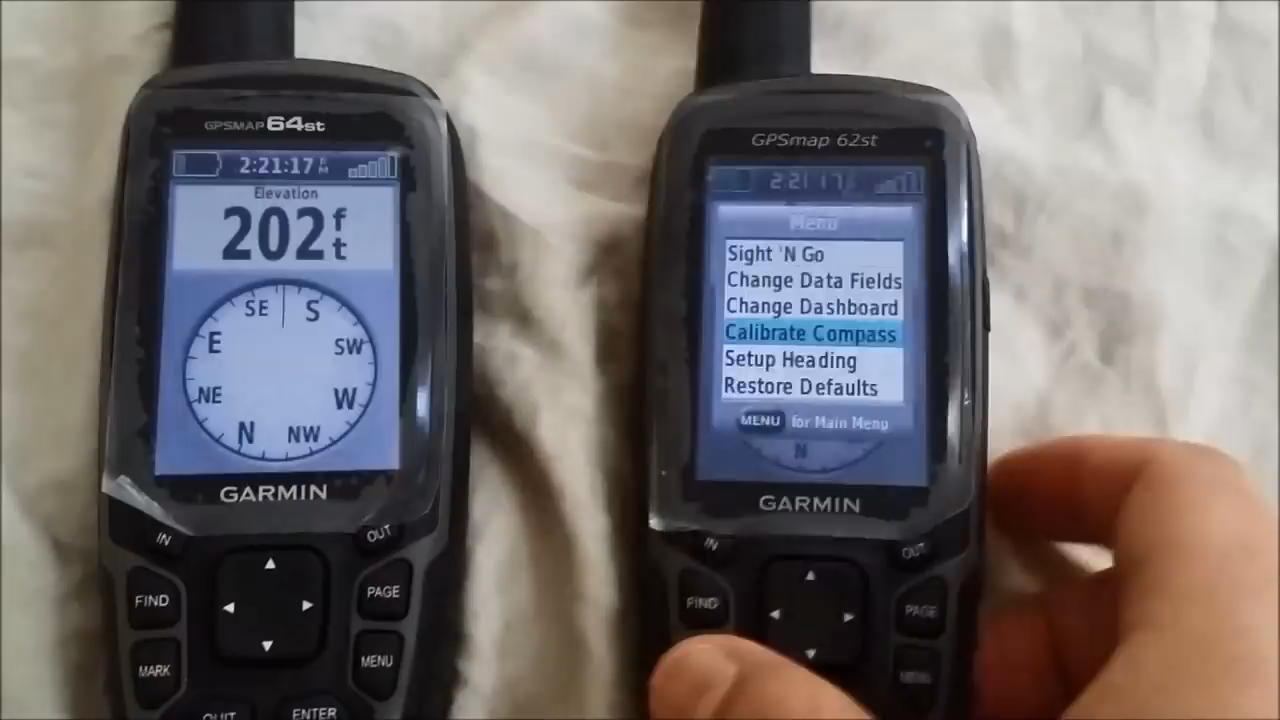 GPSMAP 64st
2:21:17
Elevation
202 ft
SE
S
E
SW
NE
W
N
NW
GARMIN
IN
OUT
FIND
PAGE
MARK
MENU
QUIT
ENTER
GPSmap 62st
2:21:17
Menu
Sight 'N Go
Change Data Fields
Change Dashboard
Calibrate Compass
Setup Heading
Restore Defaults
MENU for Main Menu
N
GARMIN
IN
OUT
FIND
PAGE
MENU